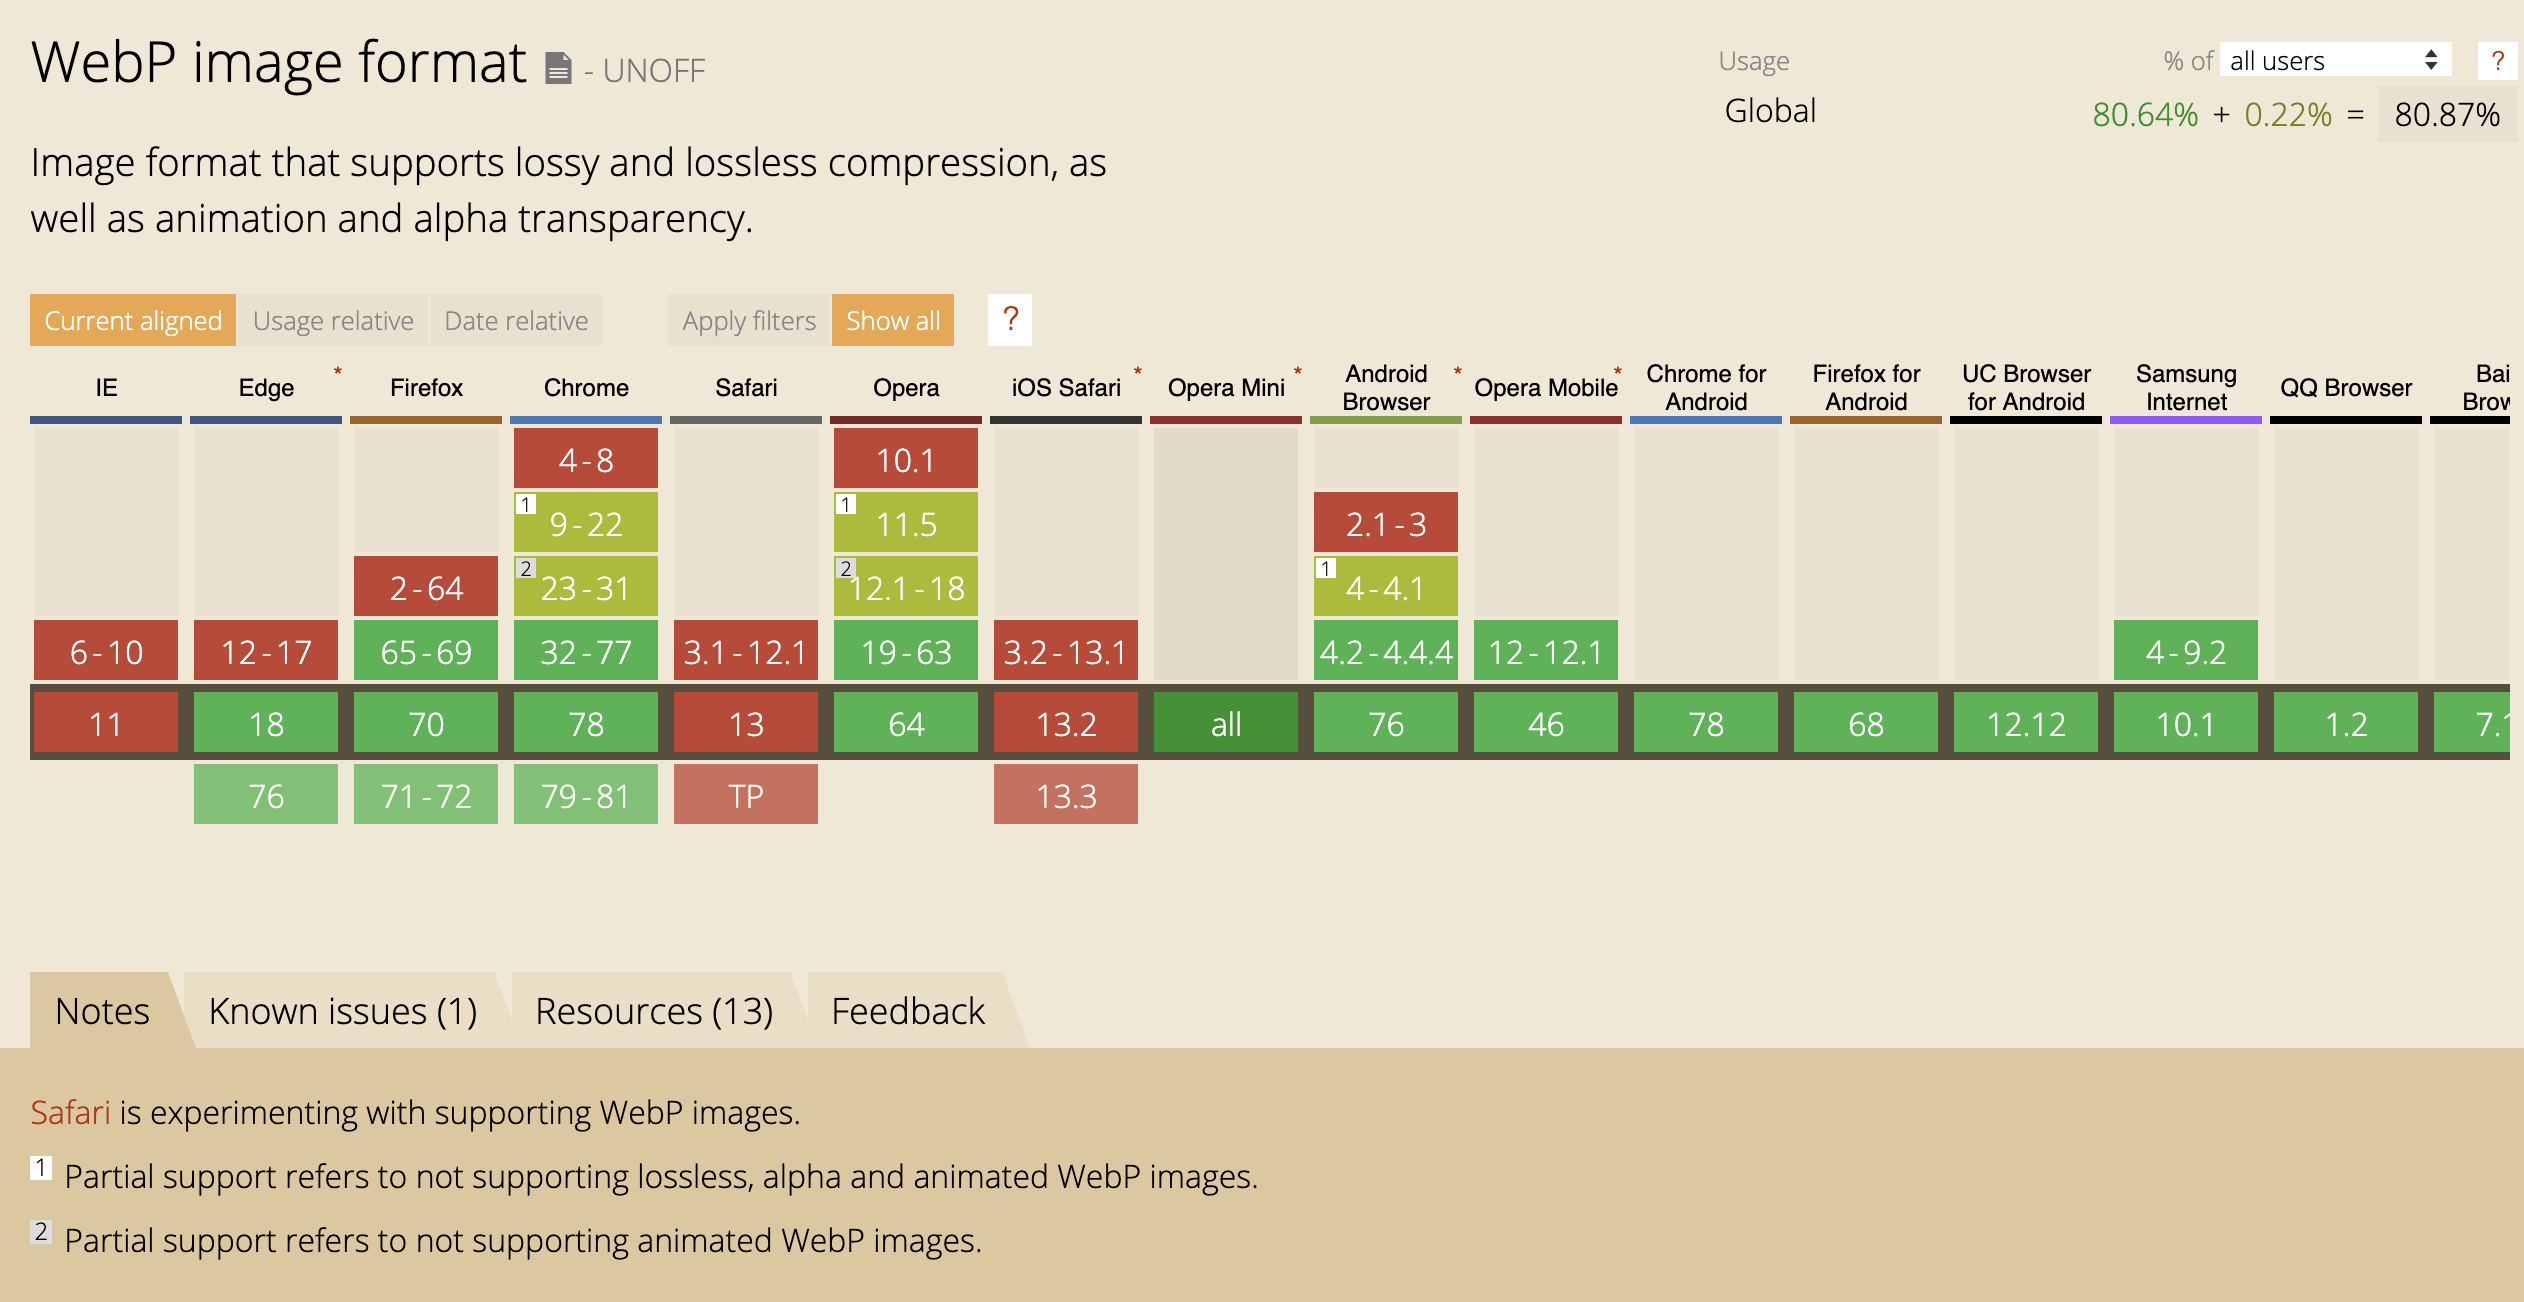 WebP image format - UNOFF
Usage % of all users ?
Global 80.64% + 0.22% = 80.87%
Image format that supports lossy and lossless compression, as
well as animation and alpha transparency.
Current aligned Usage relative Date relative Apply filters Show all ?
IE Edge * Firefox Chrome Safari Opera iOS Safari * Opera Mini * Android Browser * Opera Mobile * Chrome for Android Firefox for Android UC Browser for Android Samsung Internet QQ Browser
4-8 10.1
1 9-22 1 11.5 2.1-3
2-64 2 23-31 2 12.1-18 1 4-4.1
6-10 12-17 65-69 32-77 3.1-12.1 19-63 3.2-13.1 4.2-4.4.4 12-12.1 4-9.2
11 18 70 78 13 64 13.2 all 76 46 78 68 12.12 10.1 1.2
76 71-72 79-81 TP 13.3
Notes Known issues (1) Resources (13) Feedback
Safari is experimenting with supporting WebP images.
1 Partial support refers to not supporting lossless, alpha and animated WebP images.
2 Partial support refers to not supporting animated WebP images.